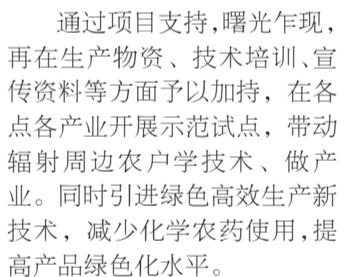 通过项目支持,曙光乍现,
再在生产物资、技术培训、宣
传资料等方面予以加持，在各
点各产业开展示范试点，带动
辐射周边农户学技术、做产
业。同时引进绿色高效生产新
技术，减少化学农药使用,提
高产品绿色化水平。